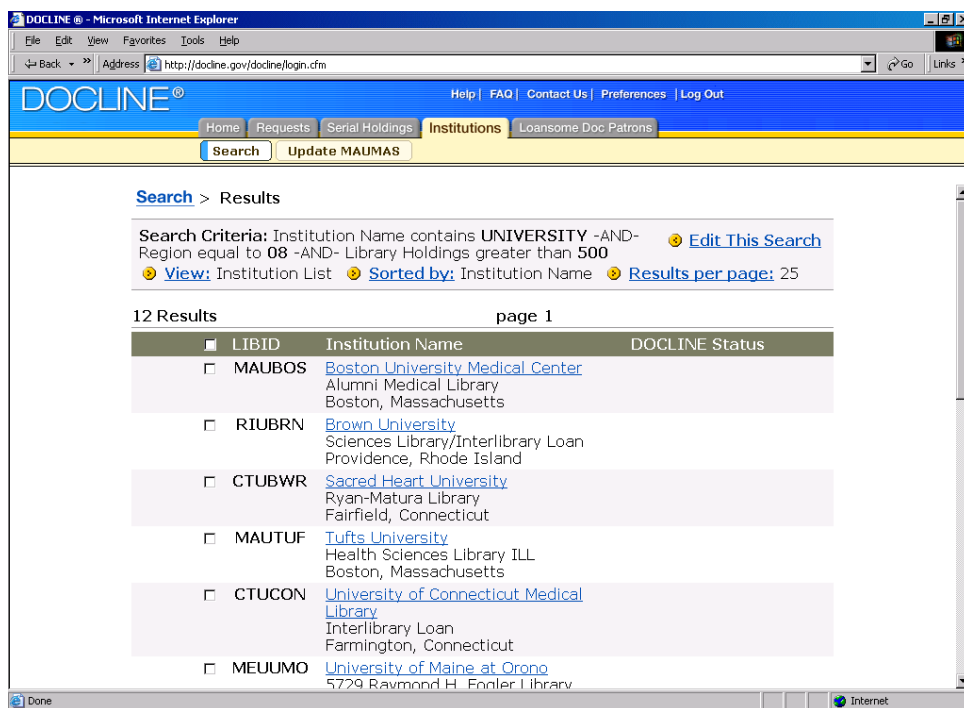 DOCLINE ® - Microsoft Internet Explorer
File Edit View Favorites Tools Help
Back » Address http://docline.gov/docline/login.cfm Go Links »
DOCLINE®
Help | FAQ | Contact Us | Preferences | Log Out
Home Requests Serial Holdings Institutions Loansome Doc Patrons
Search Update MAUMAS
Search > Results
Search Criteria: Institution Name contains UNIVERSITY -AND- Edit This Search
Region equal to 08 -AND- Library Holdings greater than 500
View: Institution List Sorted by: Institution Name Results per page: 25
12 Results page 1
LIBID Institution Name DOCLINE Status
MAUBOS Boston University Medical Center
Alumni Medical Library
Boston, Massachusetts
RIUBRN Brown University
Sciences Library/Interlibrary Loan
Providence, Rhode Island
CTUBWR Sacred Heart University
Ryan-Matura Library
Fairfield, Connecticut
MAUTUF Tufts University
Health Sciences Library ILL
Boston, Massachusetts
CTUCON University of Connecticut Medical
Library
Interlibrary Loan
Farmington, Connecticut
MEUUMO University of Maine at Orono
5729 Raymond H. Fogler Library
Done Internet